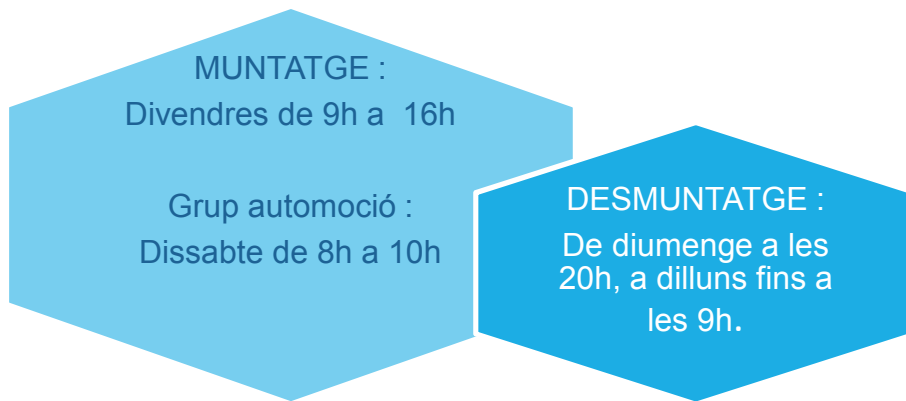 MUNTATGE :
Divendres de 9h a  16h
Grup automoció :
Dissabte de 8h a 10h
DESMUNTATGE :
De diumenge a les
20h, a dilluns fins a
les 9h.